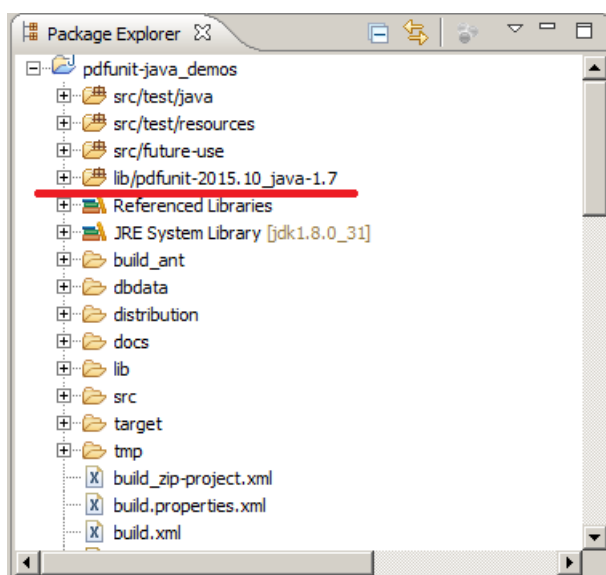 Package Explorer
pdfunit-java_demos
src/test/java
src/test/resources
src/future-use
lib/pdfunit-2015.10_java-1.7
Referenced Libraries
JRE System Library [jdk1.8.0_31]
build_ant
dbdata
distribution
docs
lib
src
target
tmp
build_zip-project.xml
build.properties.xml
build.xml